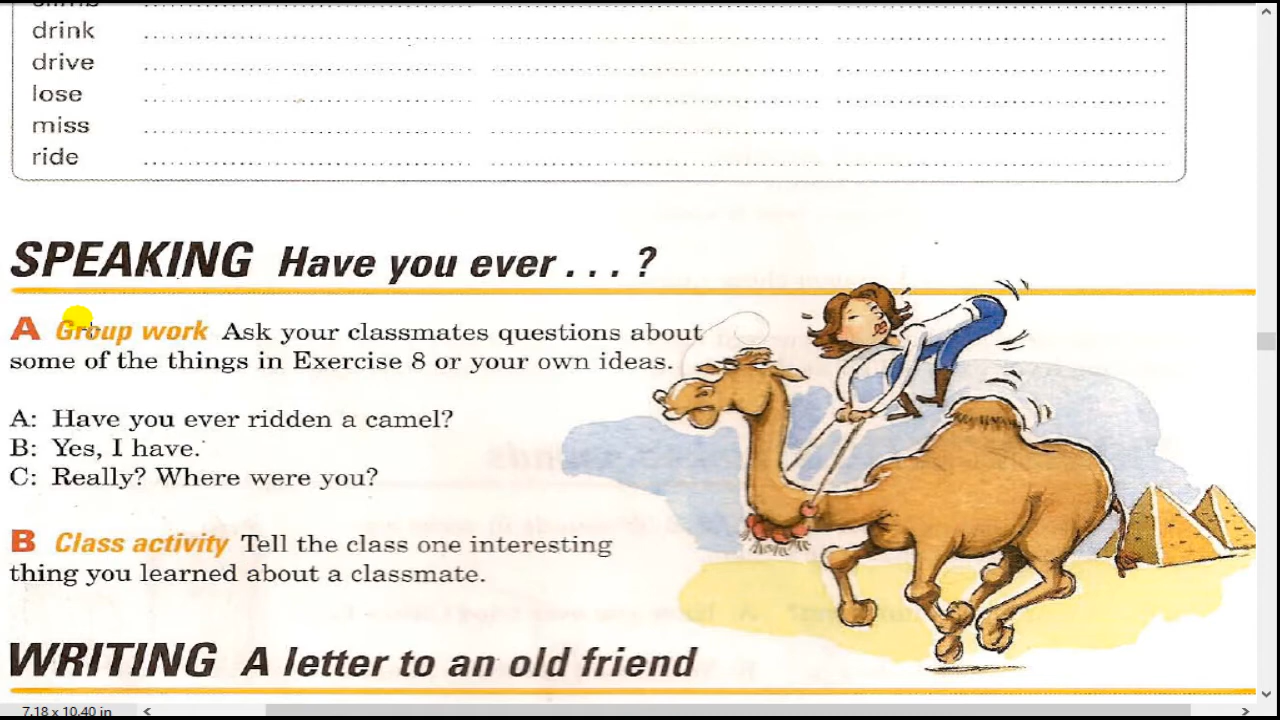 climb
drink
drive
lose
miss
ride
SPEAKING Have you ever . . . ?
A Group work Ask your classmates questions about
some of the things in Exercise 8 or your own ideas.
A: Have you ever ridden a camel?
B: Yes, I have.
C: Really? Where were you?
B Class activity Tell the class one interesting
thing you learned about a classmate.
WRITING A letter to an old friend
7.18 x 10.40 in